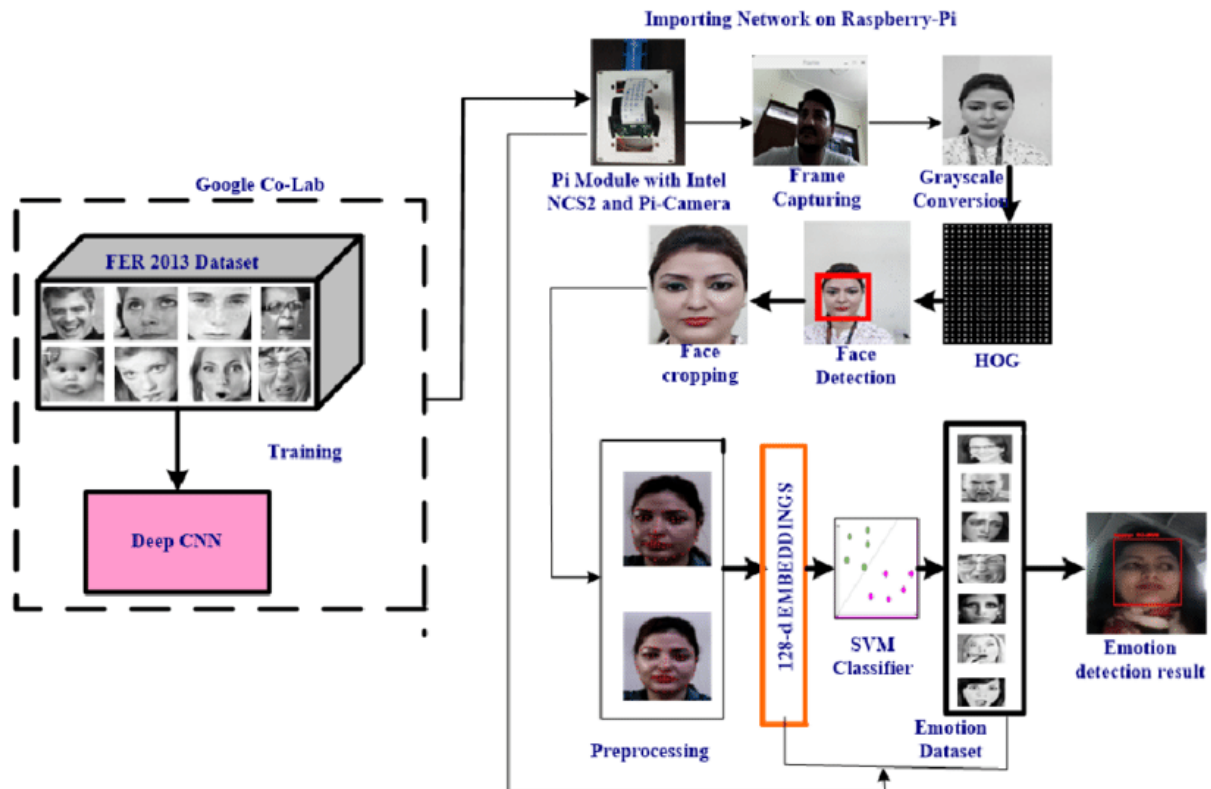 Importing Network on Raspberry-Pi
Google Co-Lab
FER 2013 Dataset
Training
Deep CNN
Pi Module with Intel
NCS2 and Pi-Camera
Frame
Capturing
Grayscale
Conversion
Face
cropping
Face
Detection
HOG
Preprocessing
128-d EMBEDDINGS
SVM
Classifier
Emotion
Dataset
Emotion
detection result